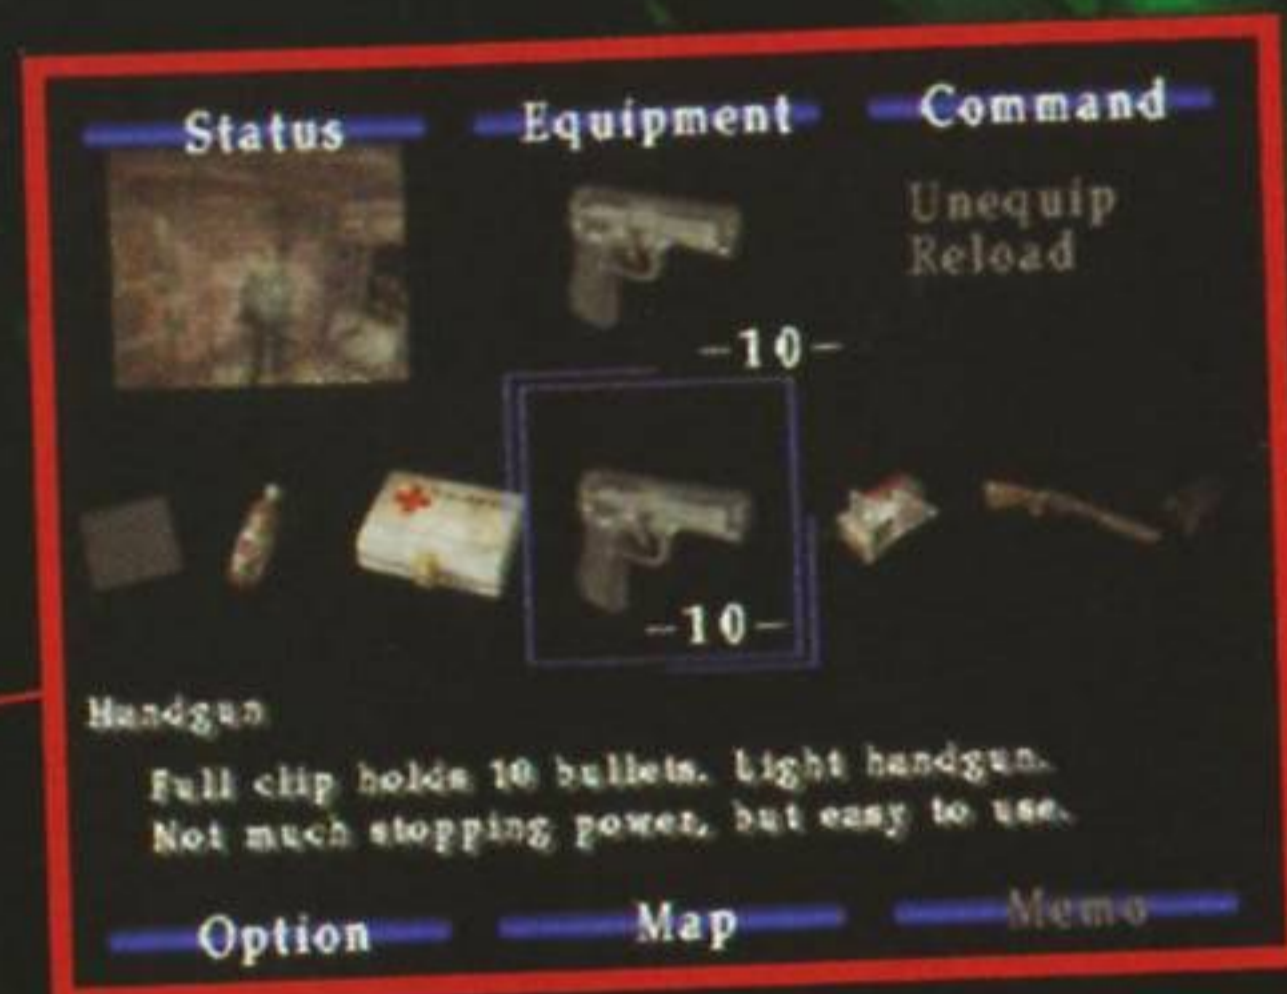 Status
Equipment
Command
Unequip
Reload
-10-
-10-
Handgun
Full clip holds 10 bullets. Light handgun.
Not much stopping power, but easy to use.
Option
Map
Memo